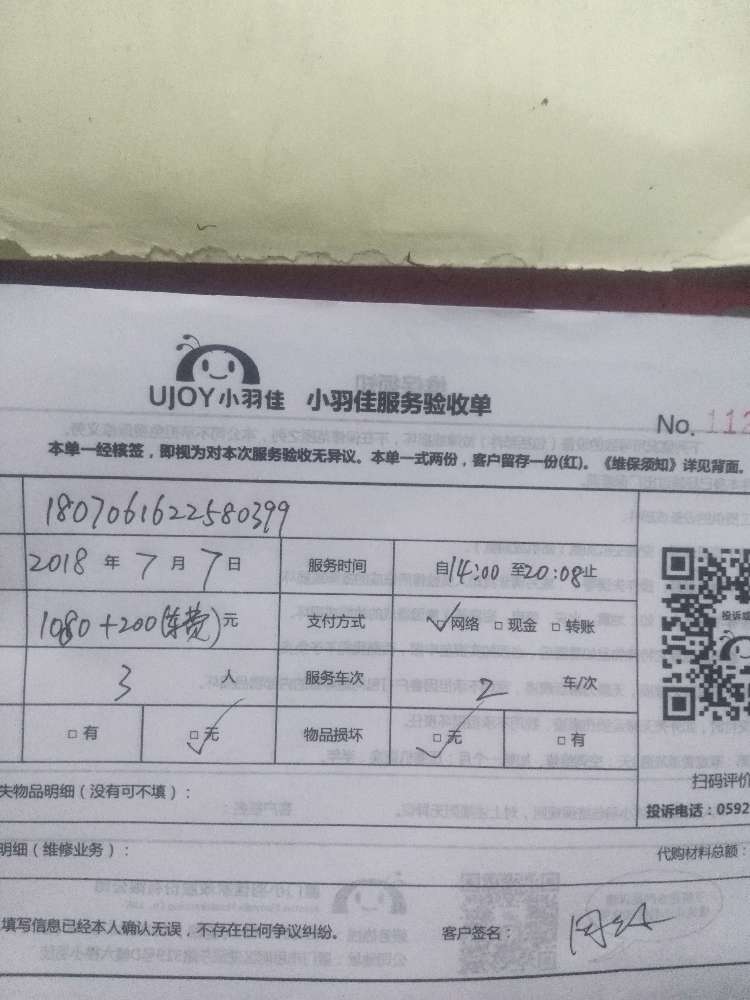 UJOY小羽佳 小羽佳服务验收单
No. 112
本单一经核签，即视为对本次服务验收无异议。本单一式两份，客户留存一份(红)。《维保须知》详见背面。
1807061622580399
2018 年 7 月 7 日 服务时间 自14:00 至20:08止
1080+200(车费)元 支付方式 网络 现金 转账
3 人 服务车次 2 车/次
有 无 物品损坏 无 有
投诉
扫码评价
失物品明细（没有可不填）：
投诉电话：0592
明细（维修业务）：
代购材料总额：
填写信息已经本人确认无误，不存在任何争议纠纷。 客户签名：